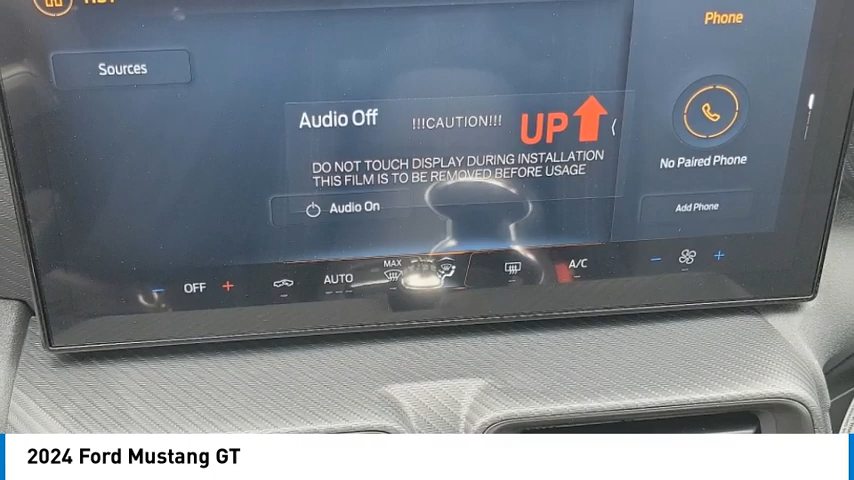 Phone
Sources
Audio Off
!!!CAUTION!!!
UP
DO NOT TOUCH DISPLAY DURING INSTALLATION
THIS FILM IS TO BE REMOVED BEFORE USAGE
No Paired Phone
Audio On
Add Phone
- OFF +
AUTO
MAX
A/C
- +
2024 Ford Mustang GT